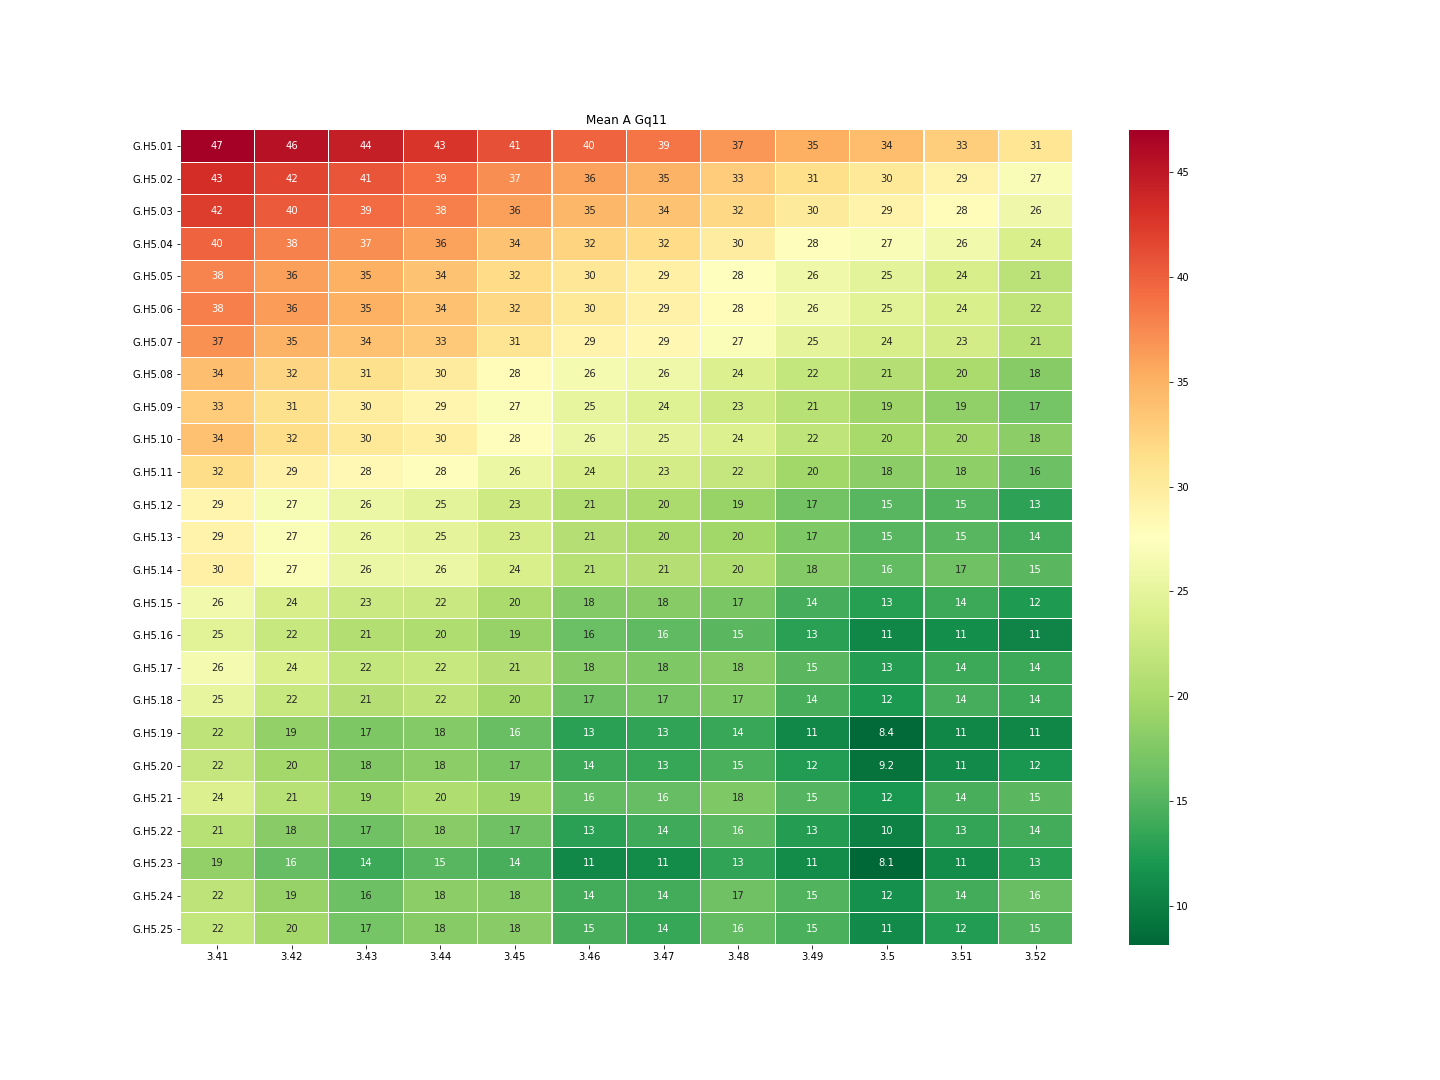 Mean A Gq11
G.H5.01 47 46 44 43 41 40 39 37 35 34 33 31
G.H5.02 43 42 41 39 37 36 35 33 31 30 29 27
G.H5.03 42 40 39 38 36 35 34 32 30 29 28 26
G.H5.04 40 38 37 36 34 32 32 30 28 27 26 24
G.H5.05 38 36 35 34 32 30 29 28 26 25 24 21
G.H5.06 38 36 35 34 32 30 29 28 26 25 24 22
G.H5.07 37 35 34 33 31 29 29 27 25 24 23 21
G.H5.08 34 32 31 30 28 26 26 24 22 21 20 18
G.H5.09 33 31 30 29 27 25 24 23 21 19 19 17
G.H5.10 34 32 30 30 28 26 25 24 22 20 20 18
G.H5.11 32 29 28 28 26 24 23 22 20 18 18 16
G.H5.12 29 27 26 25 23 21 20 19 17 15 15 13
G.H5.13 29 27 26 25 23 21 20 20 17 15 15 14
G.H5.14 30 27 26 26 24 21 21 20 18 16 17 15
G.H5.15 26 24 23 22 20 18 18 17 14 13 14 12
G.H5.16 25 22 21 20 19 16 16 15 13 11 11 11
G.H5.17 26 24 22 22 21 18 18 18 15 13 14 14
G.H5.18 25 22 21 22 20 17 17 17 14 12 14 14
G.H5.19 22 19 17 18 16 13 13 14 11 8.4 11 11
G.H5.20 22 20 18 18 17 14 13 15 12 9.2 11 12
G.H5.21 24 21 19 20 19 16 16 18 15 12 14 15
G.H5.22 21 18 17 18 17 13 14 16 13 10 13 14
G.H5.23 19 16 14 15 14 11 11 13 11 8.1 11 13
G.H5.24 22 19 16 18 18 14 14 17 15 12 14 16
G.H5.25 22 20 17 18 18 15 14 16 15 11 12 15
3.41 3.42 3.43 3.44 3.45 3.46 3.47 3.48 3.49 3.5 3.51 3.52
45
40
35
30
25
20
15
10